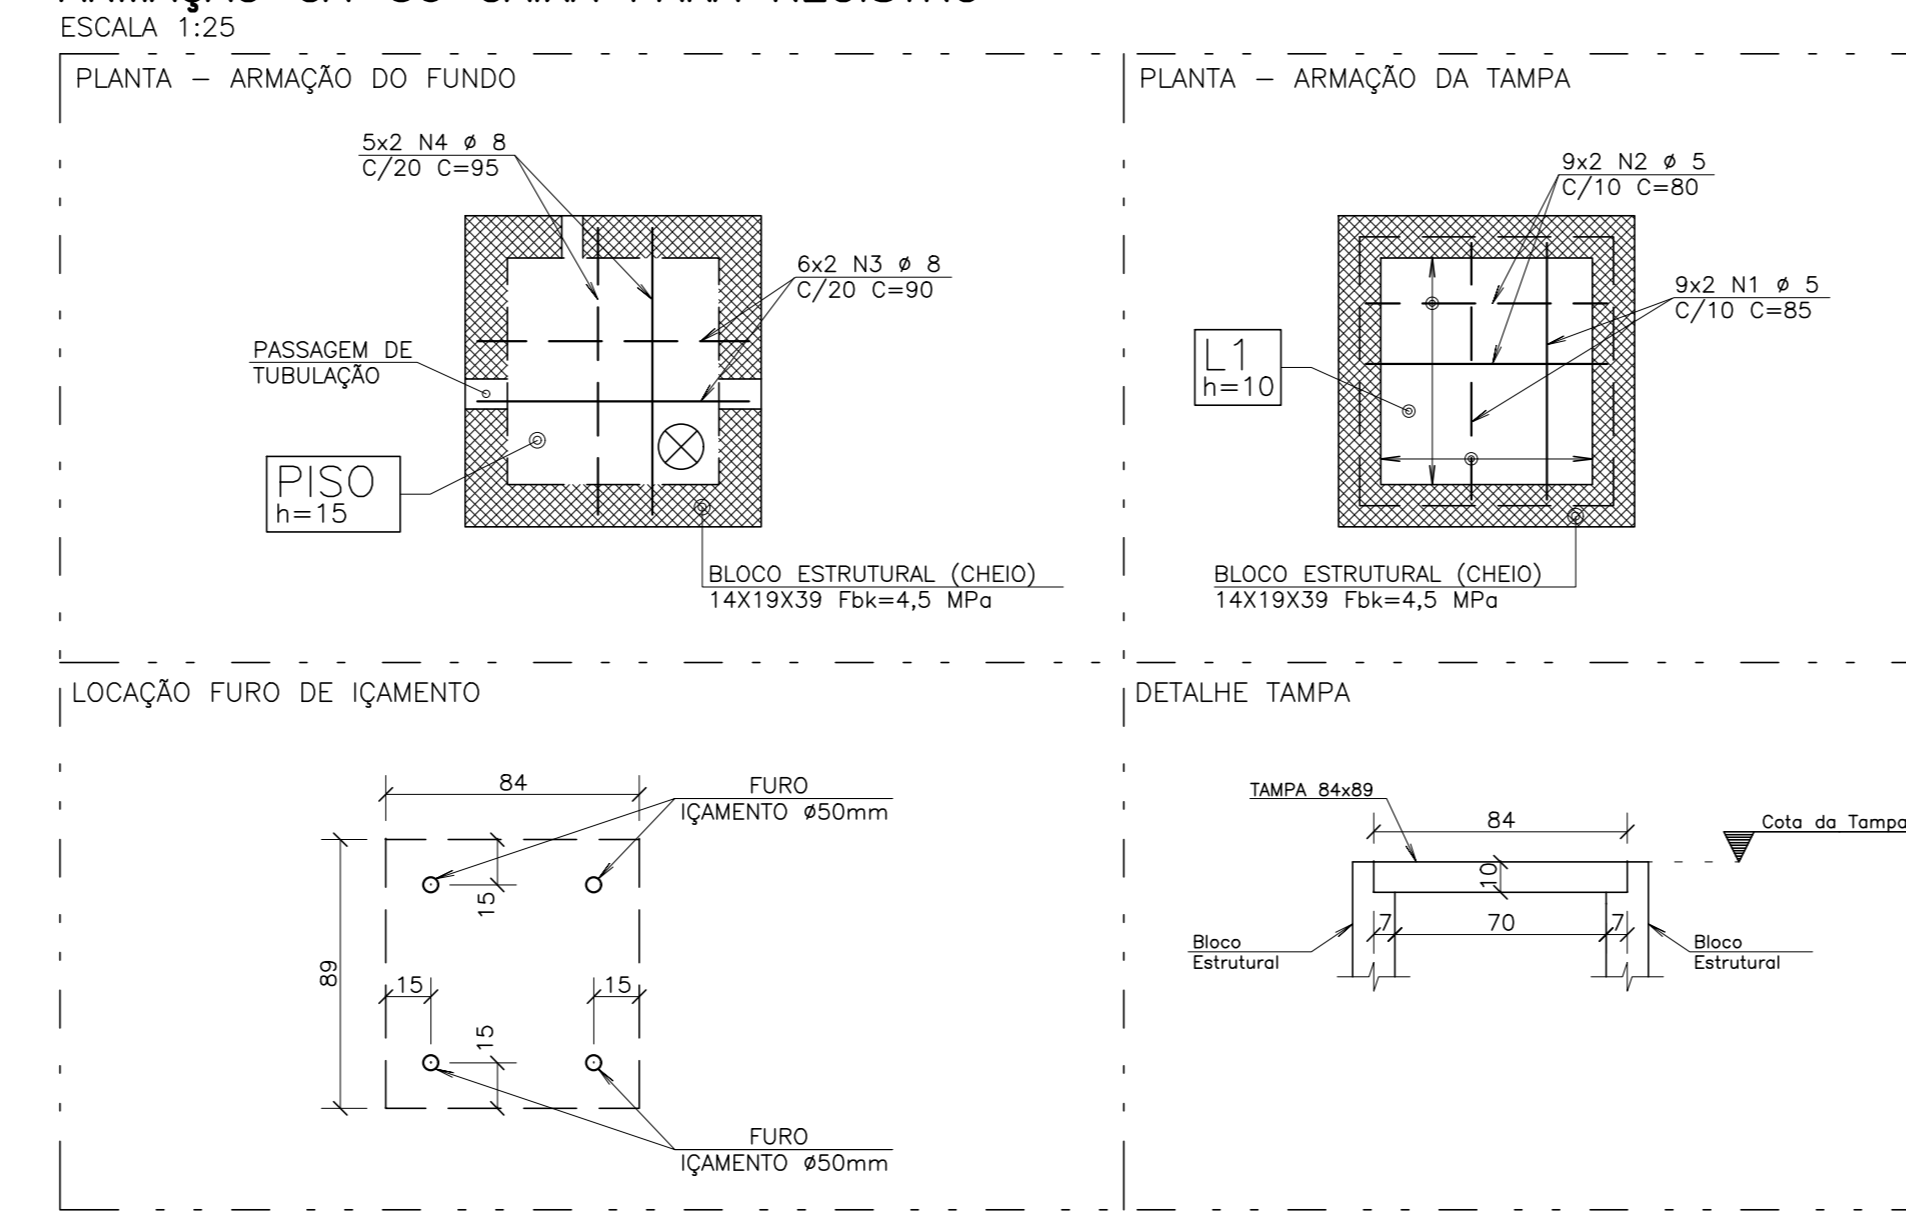 ESCALA 1:25
PLANTA – ARMAÇÃO DO FUNDO
5x2 N4 ø 8
C/20 C=95
6x2 N3 ø 8
C/20 C=90
PASSAGEM DE
TUBULAÇÃO
PISO
h=15
BLOCO ESTRUTURAL (CHEIO)
14X19X39 Fbk=4,5 MPa
PLANTA – ARMAÇÃO DA TAMPA
9x2 N2 ø 5
C/10 C=80
9x2 N1 ø 5
C/10 C=85
L1
h=10
BLOCO ESTRUTURAL (CHEIO)
14X19X39 Fbk=4,5 MPa
LOCAÇÃO FURO DE IÇAMENTO
84
FURO
IÇAMENTO ø50mm
15
89
15
15
15
FURO
IÇAMENTO ø50mm
DETALHE TAMPA
TAMPA 84x89
84
Cota da Tampa
10
7
70
7
Bloco
Estrutural
Bloco
Estrutural